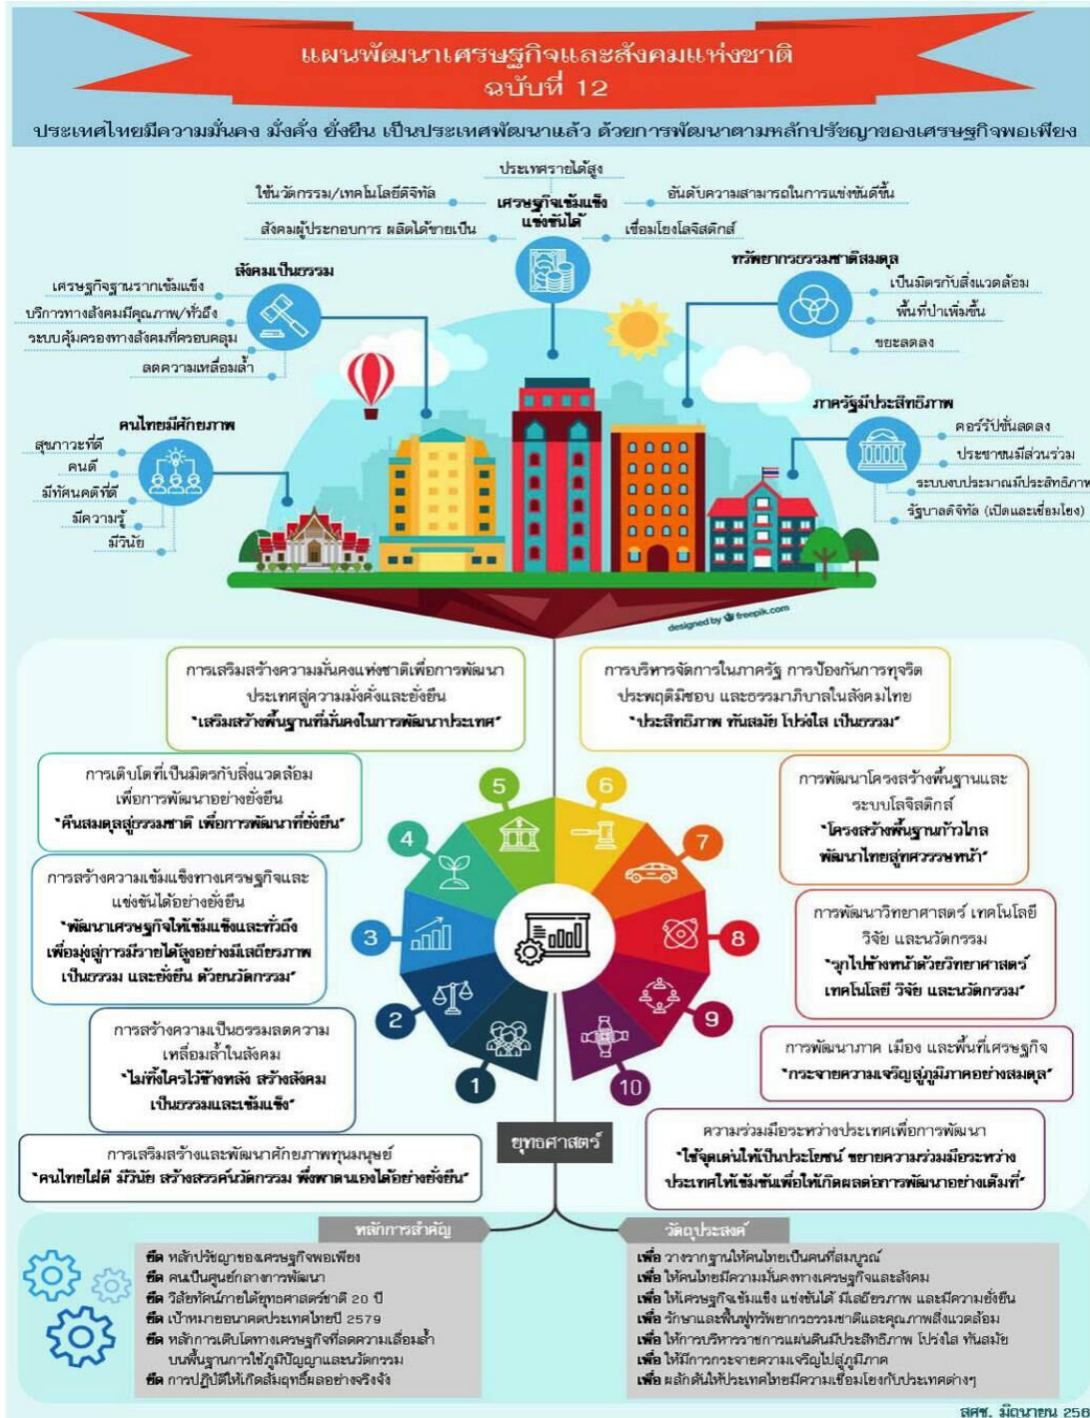 แผนพัฒนาเศรษฐกิจและสังคมแห่งชาติ
ฉบับที่ 12
ประเทศไทยมีความมั่นคง มั่งคั่ง ยั่งยืน เป็นประเทศพัฒนาแล้ว ด้วยการพัฒนาตามหลักปรัชญาของเศรษฐกิจพอเพียง
ประเทศรายได้สูง
ใช้นวัตกรรม/เทคโนโลยีดิจิทัล
เศรษฐกิจเข้มแข็ง
แข่งขันได้
อันดับความสามารถในการแข่งขันดีขึ้น
สังคมผู้ประกอบการ ผลิตได้ขายเป็น
เชื่อมโยงโลจิสติกส์
สังคมเป็นธรรม
เศรษฐกิจฐานรากเข้มแข็ง
บริการทางสังคมมีคุณภาพ/ทั่วถึง
ระบบคุ้มครองทางสังคมที่ครอบคลุม
ลดความเหลื่อมล้ำ
ทรัพยากรธรรมชาติสมดุล
เป็นมิตรกับสิ่งแวดล้อม
พื้นที่ป่าเพิ่มขึ้น
ขยะลดลง
คนไทยมีศักยภาพ
สุขภาวะที่ดี
คนดี
มีทัศนคติที่ดี
มีความรู้
มีวินัย
ภาครัฐมีประสิทธิภาพ
คอร์รัปชั่นลดลง
ประชาชนมีส่วนร่วม
ระบบงบประมาณมีประสิทธิภาพ
รัฐบาลดิจิทัล (เปิดและเชื่อมโยง)
designed by freepik.com
การเสริมสร้างความมั่นคงแห่งชาติเพื่อการพัฒนา
ประเทศสู่ความมั่งคั่งและยั่งยืน
"เสริมสร้างพื้นฐานที่มั่นคงในการพัฒนาประเทศ"
การบริหารจัดการในภาครัฐ การป้องกันการทุจริต
ประพฤติมิชอบ และธรรมาภิบาลในสังคมไทย
"ประสิทธิภาพ ทันสมัย โปร่งใส เป็นธรรม"
การเติบโตที่เป็นมิตรกับสิ่งแวดล้อม
เพื่อการพัฒนาอย่างยั่งยืน
"คืนสมดุลสู่ธรรมชาติ เพื่อการพัฒนาที่ยั่งยืน"
การพัฒนาโครงสร้างพื้นฐานและ
ระบบโลจิสติกส์
"โครงสร้างพื้นฐานก้าวไกล
พัฒนาไทยสู่ทศวรรษหน้า"
การสร้างความเข้มแข็งทางเศรษฐกิจและ
แข่งขันได้อย่างยั่งยืน
"พัฒนาเศรษฐกิจให้เข้มแข็งและทั่วถึง
เพื่อมุ่งสู่การมีรายได้สูงอย่างมีเสถียรภาพ
เป็นธรรม และยั่งยืน ด้วยนวัตกรรม"
การพัฒนาวิทยาศาสตร์ เทคโนโลยี
วิจัย และนวัตกรรม
"รุกไปข้างหน้าด้วยวิทยาศาสตร์
เทคโนโลยี วิจัย และนวัตกรรม"
การสร้างความเป็นธรรมลดความ
เหลื่อมล้ำในสังคม
"ไม่ทิ้งใครไว้ข้างหลัง สร้างสังคม
เป็นธรรมและเข้มแข็ง"
การพัฒนาภาค เมือง และพื้นที่เศรษฐกิจ
"กระจายความเจริญสู่ภูมิภาคอย่างสมดุล"
การเสริมสร้างและพัฒนาศักยภาพทุนมนุษย์
"คนไทยใฝ่ดี มีวินัย สร้างสรรค์นวัตกรรม พึ่งพาตนเองได้อย่างยั่งยืน"
ความร่วมมือระหว่างประเทศเพื่อการพัฒนา
"ใช้จุดเด่นให้เป็นประโยชน์ ขยายความร่วมมือระหว่าง
ประเทศให้เข้มข้นเพื่อให้เกิดผลต่อการพัฒนาอย่างเต็มที่"
1
2
3
4
5
6
7
8
9
10
ยุทธศาสตร์
หลักการสำคัญ
ยึด หลักปรัชญาของเศรษฐกิจพอเพียง
ยึด คนเป็นศูนย์กลางการพัฒนา
ยึด วิสัยทัศน์ภายใต้ยุทธศาสตร์ชาติ 20 ปี
ยึด เป้าหมายอนาคตประเทศไทยปี 2579
ยึด หลักการเติบโตทางเศรษฐกิจที่ลดความเลื่อมล้ำ
บนพื้นฐานการใช้ภูมิปัญญาและนวัตกรรม
ยึด การปฏิบัติให้เกิดสัมฤทธิ์ผลอย่างจริงจัง
วัตถุประสงค์
เพื่อ วางรากฐานให้คนไทยเป็นคนที่สมบูรณ์
เพื่อ ให้คนไทยมีความมั่นคงทางเศรษฐกิจและสังคม
เพื่อ ให้เศรษฐกิจเข้มแข็ง แข่งขันได้ มีเสถียรภาพ และมีความยั่งยืน
เพื่อ รักษาและฟื้นฟูทรัพยากรธรรมชาติและคุณภาพสิ่งแวดล้อม
เพื่อ ให้การบริหารราชการแผ่นดินมีประสิทธิภาพ โปร่งใส ทันสมัย
เพื่อ ให้มีการกระจายความเจริญไปสู่ภูมิภาค
เพื่อ ผลักดันให้ประเทศไทยมีความเชื่อมโยงกับประเทศต่างๆ
สศช. มิถุนายน 256